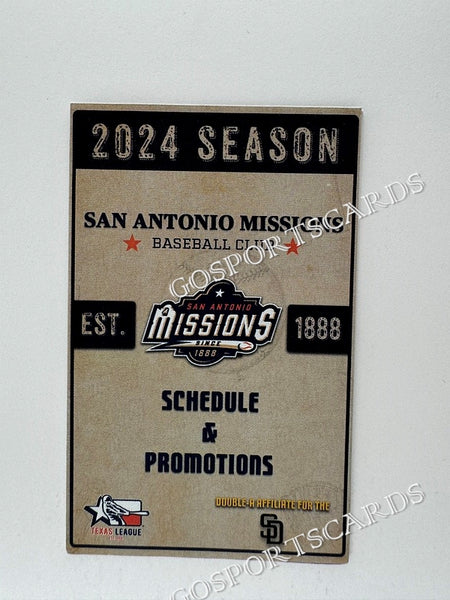 2024 SEASON
SAN ANTONIO MISSIONS
BASEBALL CLUB
EST.
SAN ANTONIO
MISSIONS
SINCE
1888
1888
SCHEDULE
&
PROMOTIONS
DOUBLE-A AFFILIATE FOR THE
SD
TEXAS LEAGUE
GOSPORTSCARDS
GOSPORTSCARDS
GOSPORTSCARDS